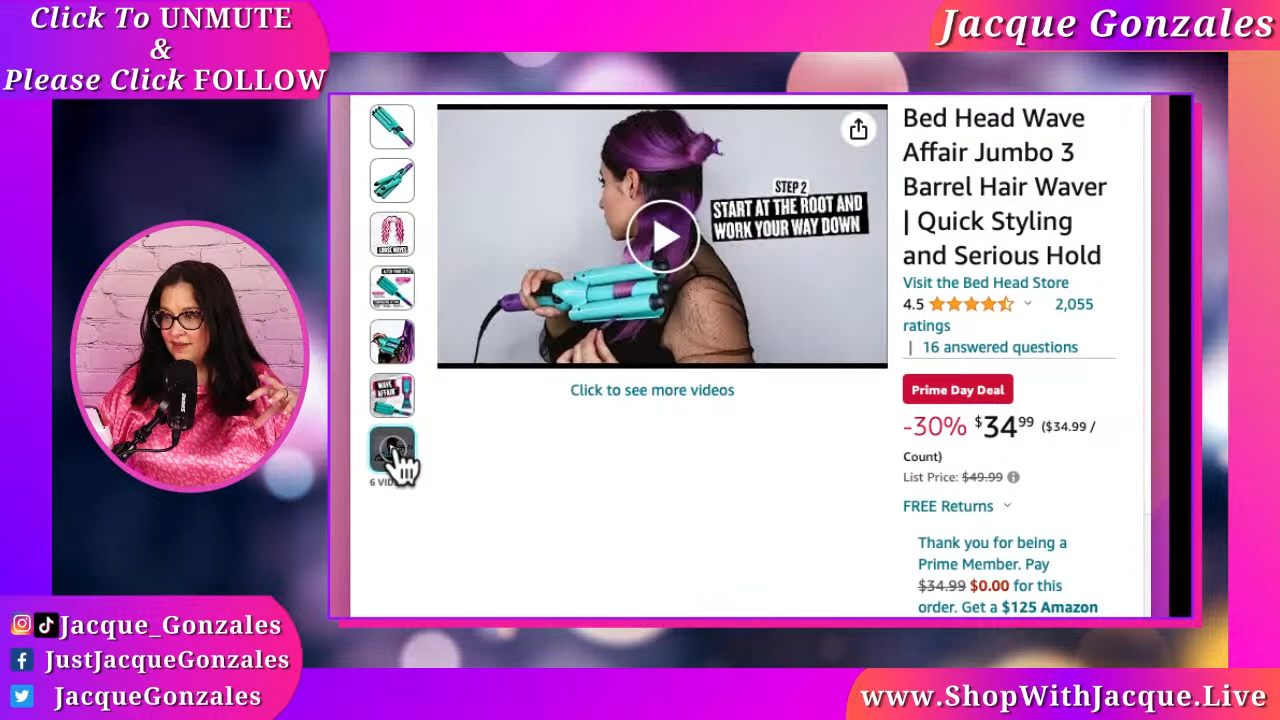 Click To UNMUTE
&
Please Click FOLLOW
Jacque Gonzales
STEP 2
START AT THE ROOT AND
WORK YOUR WAY DOWN
LOOSE WAVES
WAVE
AFFAIR
Click to see more videos
Bed Head Wave
Affair Jumbo 3
Barrel Hair Waver
| Quick Styling
and Serious Hold
Visit the Bed Head Store
4.5 2,055
ratings
| 16 answered questions
Prime Day Deal
-30% $34.99 ($34.99 /
Count)
List Price: $49.99
FREE Returns
Thank you for being a
Prime Member. Pay
$34.99 $0.00 for this
order. Get a $125 Amazon
Jacque_Gonzales
JustJacqueGonzales
JacqueGonzales
www.ShopWithJacque.Live